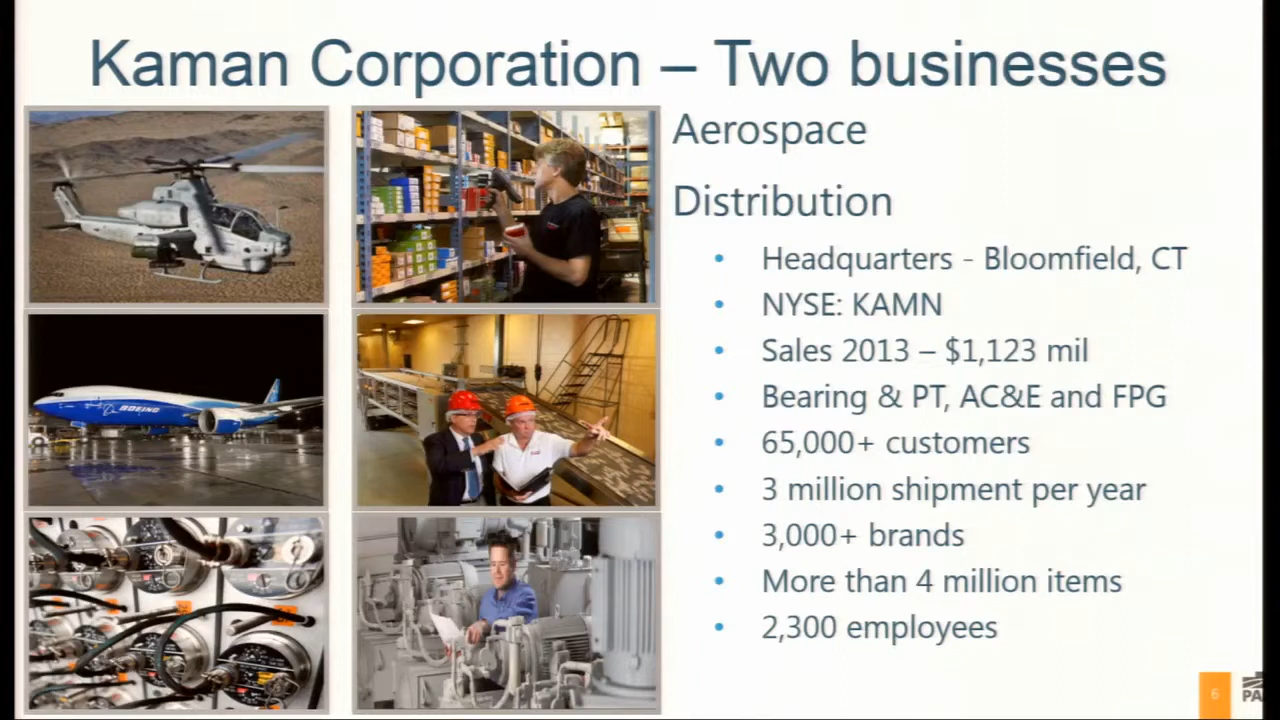 Kaman Corporation – Two businesses
Aerospace
Distribution
• Headquarters - Bloomfield, CT
• NYSE: KAMN
• Sales 2013 – $1,123 mil
• Bearing & PT, AC&E and FPG
• 65,000+ customers
• 3 million shipment per year
• 3,000+ brands
• More than 4 million items
• 2,300 employees
BOEING
6
PA